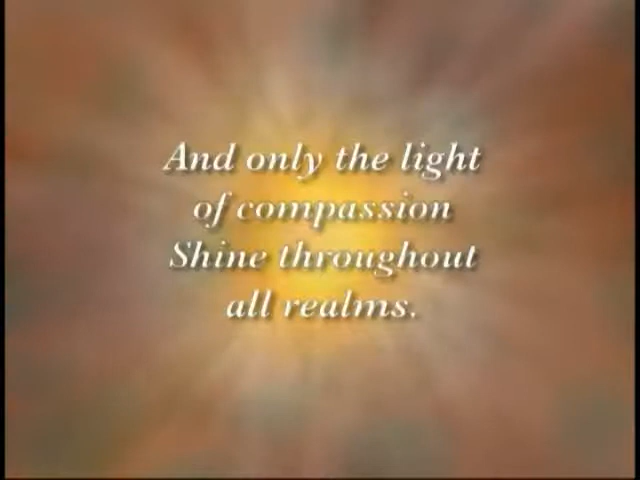 And only the light
of compassion
Shine throughout
all realms.